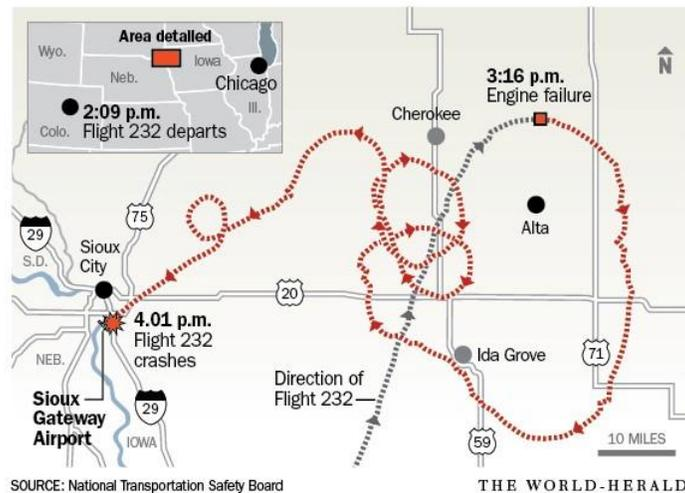 Area detailed
Wyo.
Iowa
Neb.
Chicago
2:09 p.m.
Ill.
Colo.
Flight 232 departs
N
3:16 p.m.
Engine failure
Cherokee
75
29
Alta
S.D.
Sioux
City
20
4.01 p.m.
Flight 232
crashes
NEB.
Ida Grove
71
Direction of
Flight 232
Sioux
Gateway
Airport
29
IOWA
59
10 MILES
SOURCE: National Transportation Safety Board
THE WORLD-HERALD